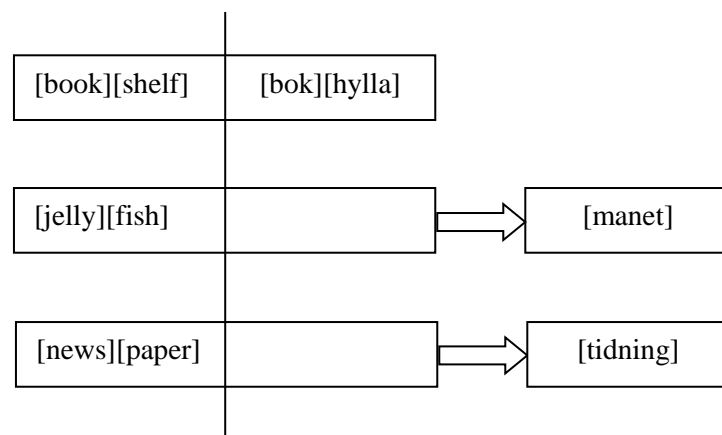 [book][shelf] [bok][hylla]
[jelly][fish] [manet]
[news][paper] [tidning]